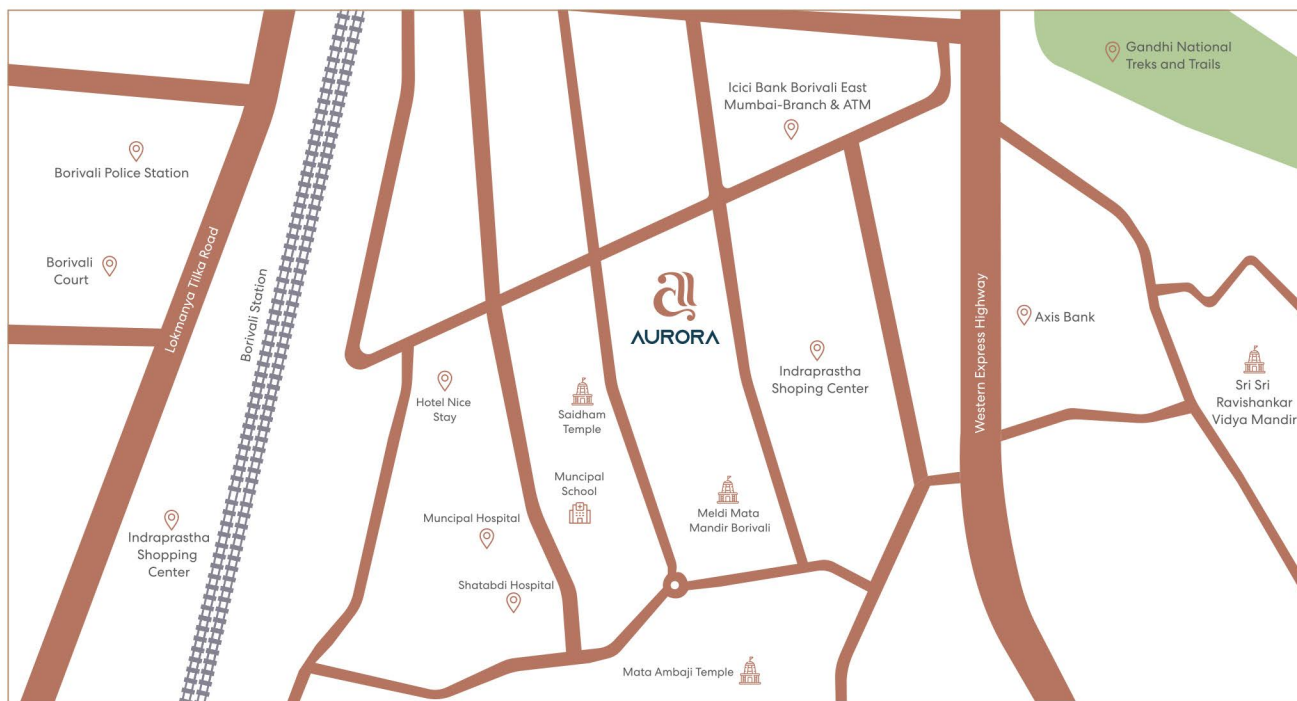 Gandhi National
Treks and Trails
Icici Bank Borivali East
Mumbai-Branch & ATM
Borivali Police Station
Borivali
Court
Lokmanya Tilka Road
Borivali Station
AURORA
Western Express Highway
Axis Bank
Indraprastha
Shoping Center
Hotel Nice
Stay
Saidham
Temple
Sri Sri
Ravishankar
Vidya Mandir
Muncipal
School
Meldi Mata
Mandir Borivali
Muncipal Hospital
Indraprastha
Shopping
Center
Shatabdi Hospital
Mata Ambaji Temple